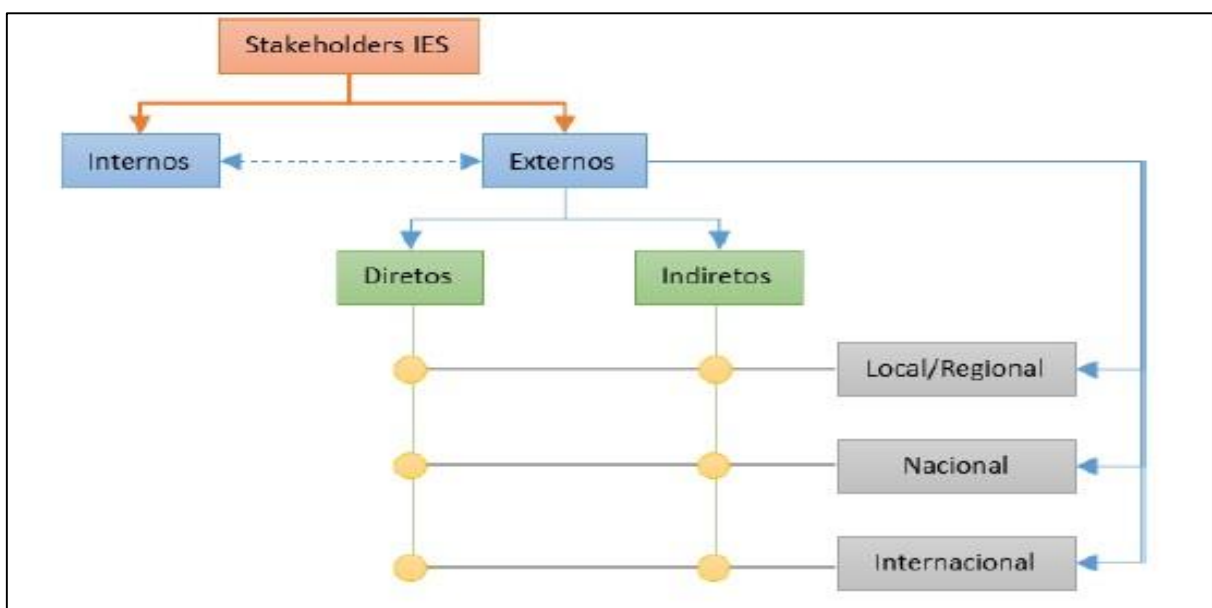 Stakeholders IES
Internos
Externos
Diretos
Indiretos
Local/Regional
Nacional
Internacional